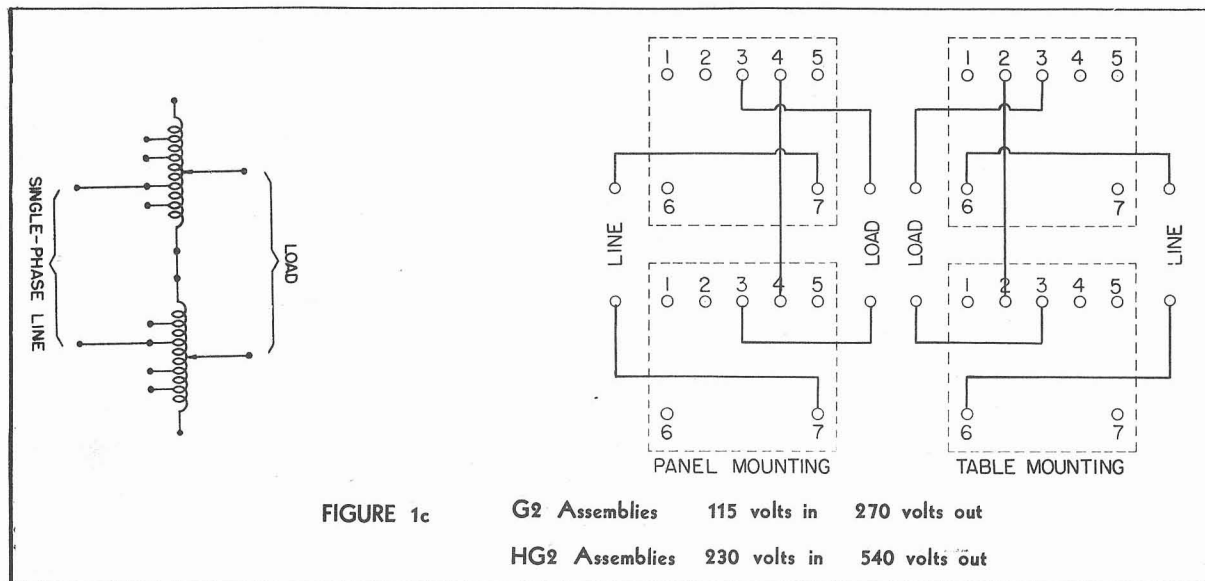 SINGLE-PHASE LINE
LOAD
1 2 3 4 5
6 7
LINE
LOAD
1 2 3 4 5
6 7
PANEL MOUNTING
1 2 3 4 5
6 7
LOAD
LINE
1 2 3 4 5
6 7
TABLE MOUNTING
FIGURE 1c
G2 Assemblies 115 volts in 270 volts out
HG2 Assemblies 230 volts in 540 volts out